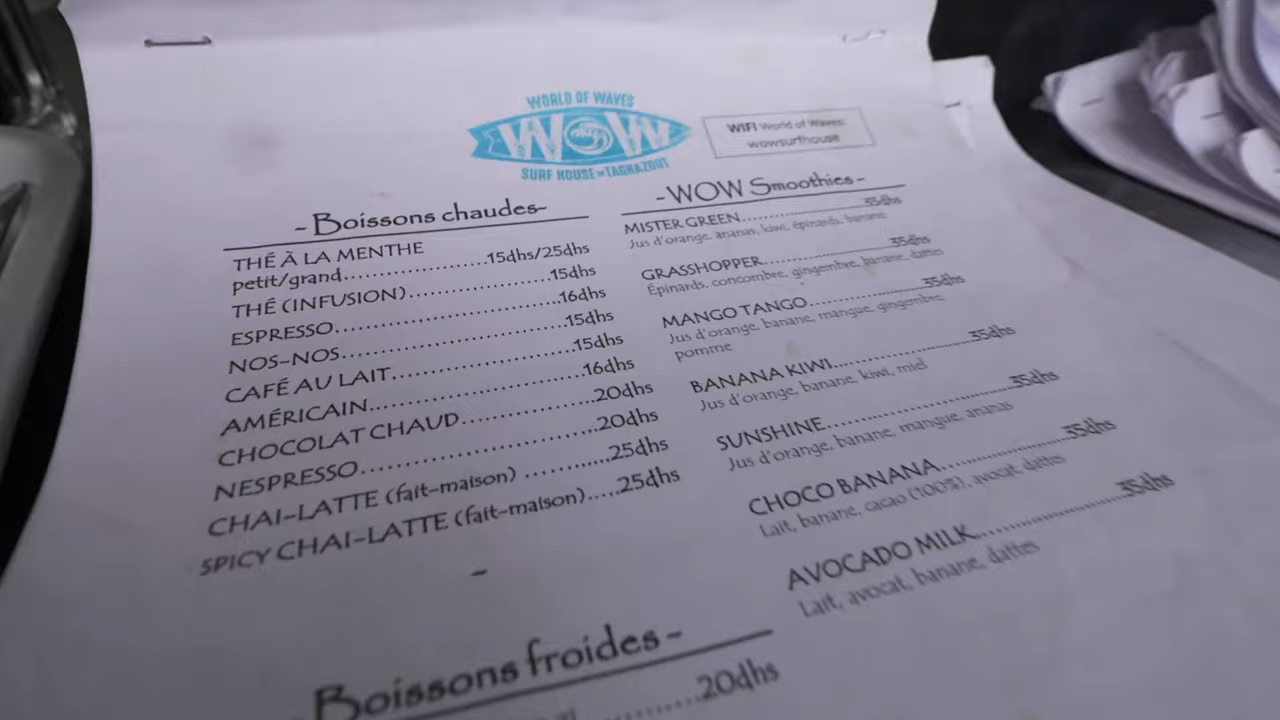 WORLD OF WAVES
WOW
SURF HOUSE TAGHAZOUT
WIFI World of Waves:
wowsurfhouse
- Boissons chaudes-
THÉ À LA MENTHE
petit/grand......................15dhs/25dhs
THÉ (INFUSION)......................15dhs
ESPRESSO......................16dhs
NOS-NOS......................15dhs
CAFÉ AU LAIT......................15dhs
AMÉRICAIN......................16dhs
CHOCOLAT CHAUD......................20dhs
NESPRESSO......................20dhs
CHAI-LATTE (fait-maison) ............25dhs
SPICY CHAI-LATTE (fait-maison).....25dhs
-
-WOW Smoothies-
MISTER GREEN......................35dhs
Jus d'orange, ananas, kiwi, épinards, banane
GRASSHOPPER......................35dhs
Épinards, concombre, gingembre, banane, dattes
MANGO TANGO......................35dhs
Jus d'orange, banane, mangue, gingembre
pomme
BANANA KIWI......................35dhs
Jus d'orange, banane, kiwi, miel
SUNSHINE......................35dhs
Jus d'orange, banane, mangue, ananas
CHOCO BANANA......................35dhs
Lait, banane, cacao (100%), avocat, dattes
AVOCADO MILK......................35dhs
Lait, avocat, banane, dattes
- Boissons froides -
......20dhs